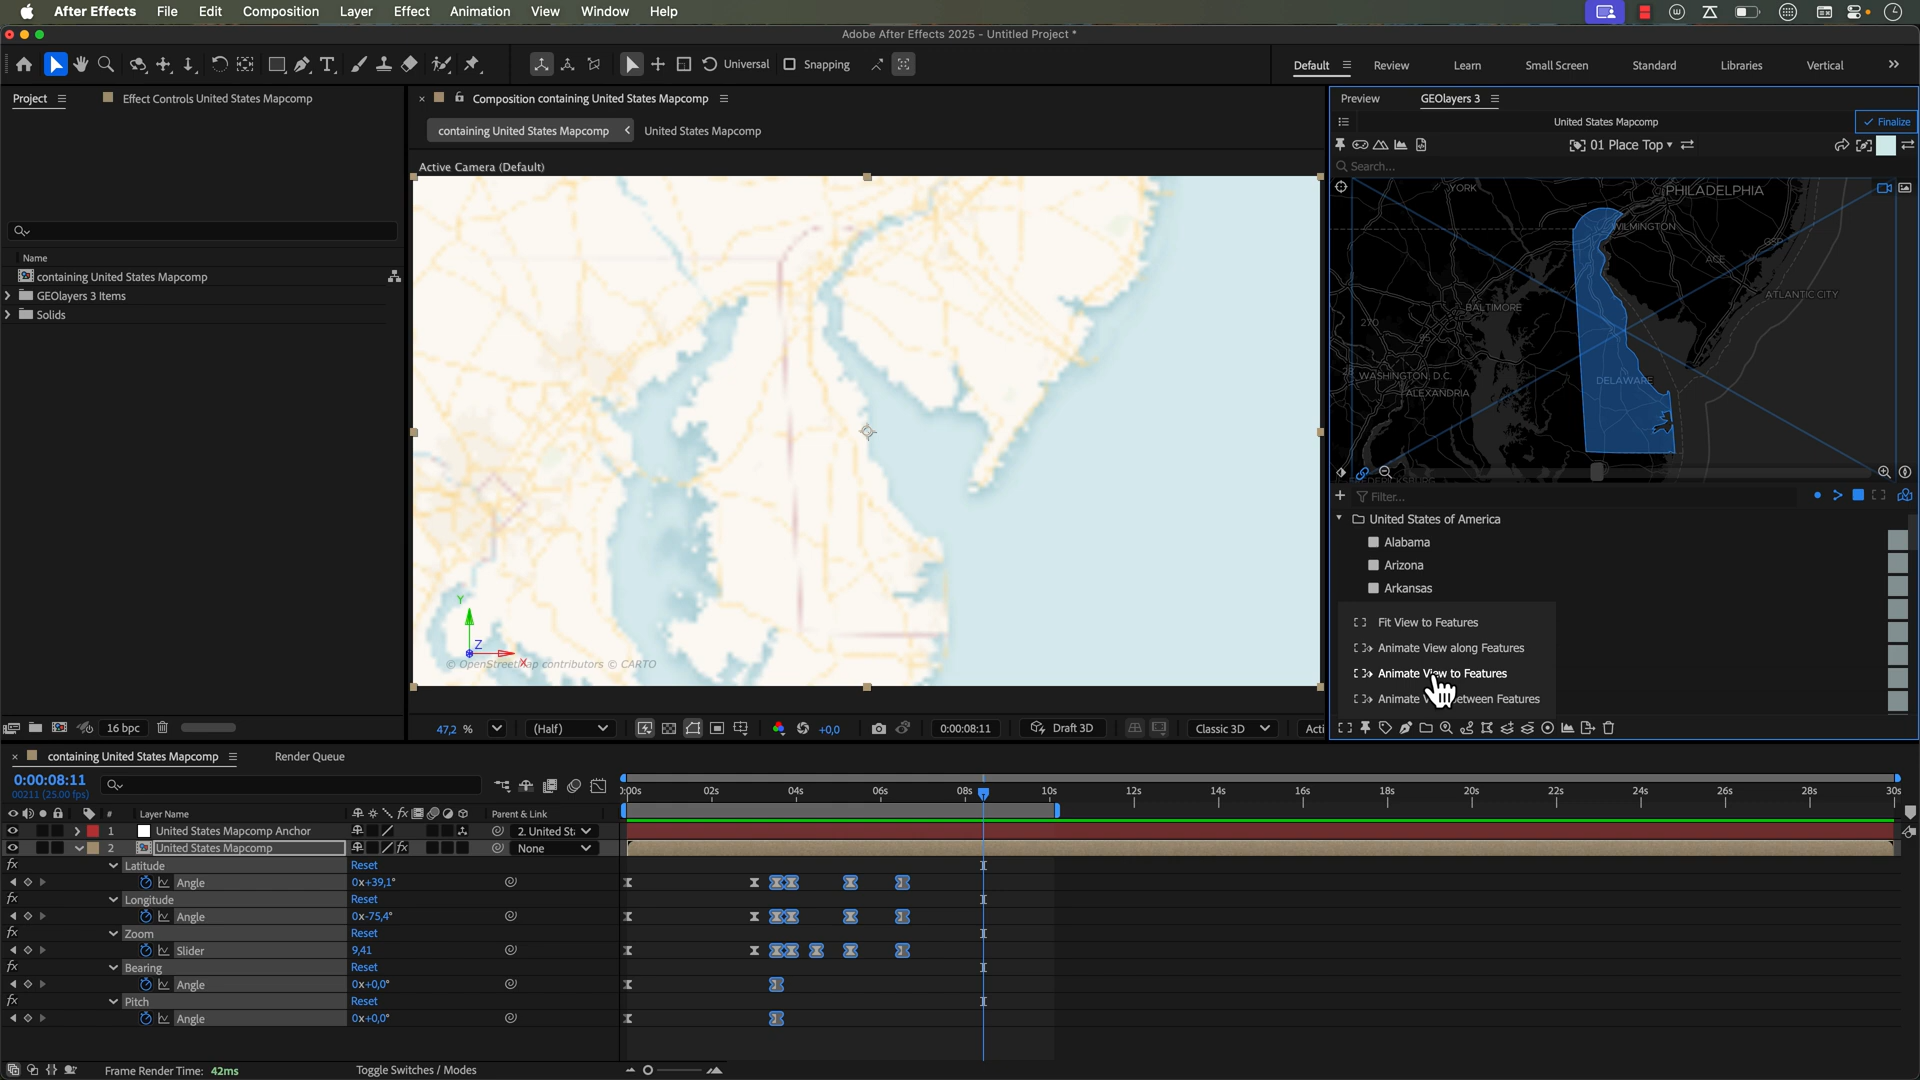 After Effects File Edit Composition Layer Effect Animation View Window Help
Adobe After Effects 2025 - Untitled Project *
Universal Snapping Default Review Learn Small Screen Standard Libraries Vertical
Project Effect Controls United States Mapcomp
Composition containing United States Mapcomp
containing United States Mapcomp United States Mapcomp
Active Camera (Default)
Name
containing United States Mapcomp
GEOlayers 3 Items
Solids
© OpenStreetMap contributors © CARTO
Y
Z
X
16 bpc
47,2 % (Half) +0,0 0:00:08:11 Draft 3D Classic 3D Acti
Preview GEOlayers 3
United States Mapcomp Finalize
01 Place Top
Search...
YORK
PHILADELPHIA
WILMINGTON
GSP
ACE
ATLANTIC CITY
BALTIMORE
270
95
WASHINGTON, D.C.
DELAWARE
ALEXANDRIA
Filter...
United States of America
Alabama
Arizona
Arkansas
Fit View to Features
Animate View along Features
Animate View to Features
Animate between Features
containing United States Mapcomp Render Queue
0:00:08:11
00211 (25.00 fps)
:00s 02s 04s 06s 08s 10s 12s 14s 16s 18s 20s 22s 24s 26s 28s 30s
# Layer Name Parent & Link
1 United States Mapcomp Anchor 2. United St
2 United States Mapcomp None
Latitude Reset
Angle 0x+39,1°
Longitude Reset
Angle 0x-75,4°
Zoom Reset
Slider 9,41
Bearing Reset
Angle 0x+0,0°
Pitch Reset
Angle 0x+0,0°
Frame Render Time: 42ms Toggle Switches / Modes